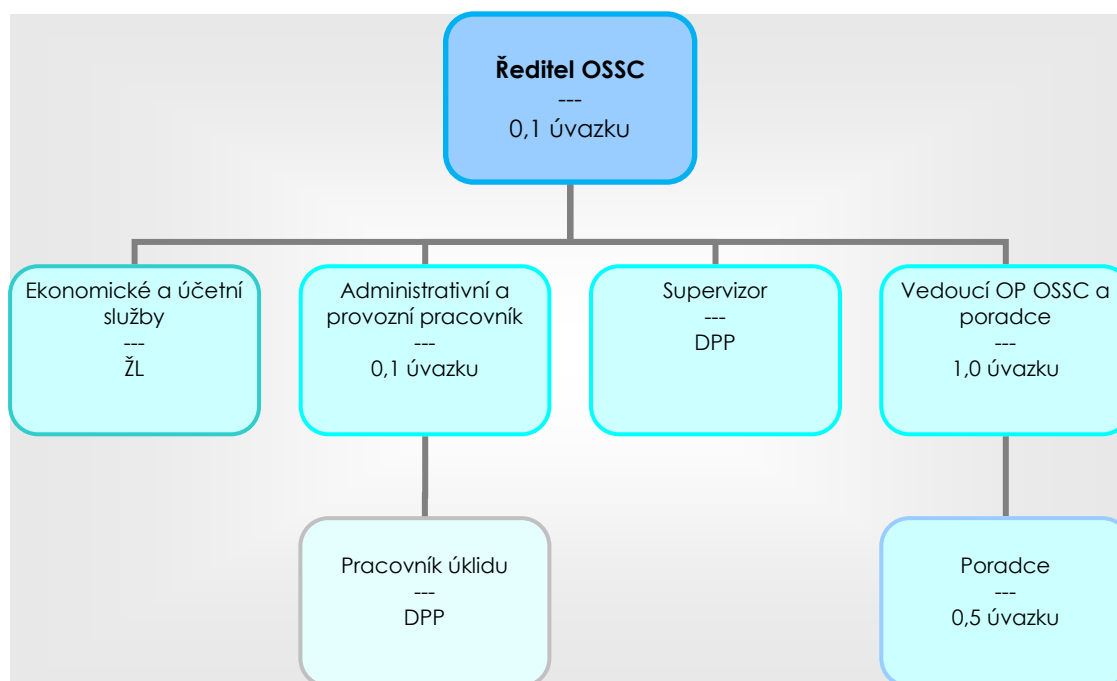 Ředitel OSSC
---
0,1 úvazku
Ekonomické a účetní
služby
---
ŽL
Administrativní a
provozní pracovník
---
0,1 úvazku
Supervizor
---
DPP
Vedoucí OP OSSC a
poradce
---
1,0 úvazku
Pracovník úklidu
---
DPP
Poradce
---
0,5 úvazku